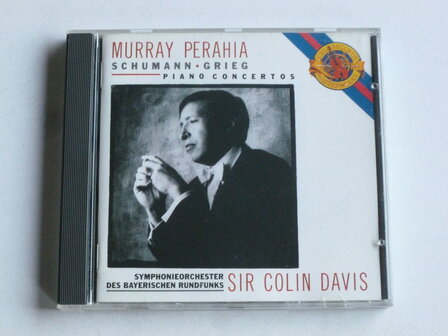 MURRAY PERAHIA
SCHUMANN · GRIEG
PIANO CONCERTOS
SYMPHONIEORCHESTER
DES BAYERISCHEN RUNDFUNKS
SIR COLIN DAVIS